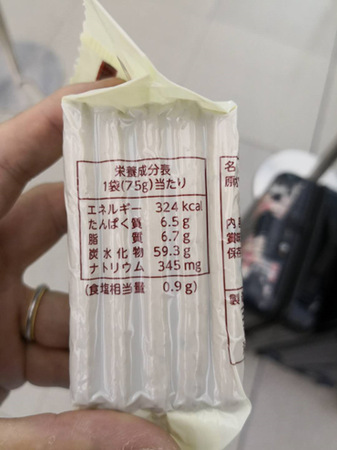 栄養成分表
1袋(75g)当たり
エネルギー 324 kcal
たんぱく質 6.5 g
脂質 6.7 g
炭水化物 59.3 g
ナトリウム 345 mg
(食塩相当量 0.9 g)
名
原材
内
賞
保存
製